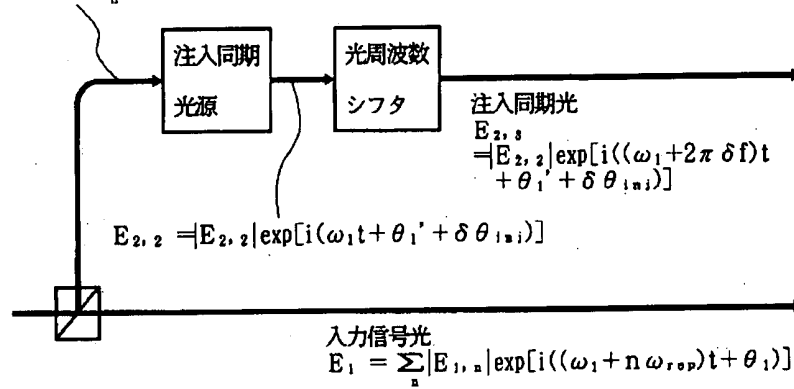 n
注入同期
光源
光周波数
シフタ
注入同期光
E2,3
=|E2,2|exp[i((ω1+2πδf)t
+θ1'+δθinj)]
E2,2=|E2,2|exp[i(ω1t+θ1'+δθinj)]
入力信号光
E1 = Σn|E1,n|exp[i((ω1+nωrep)t+θ1)]